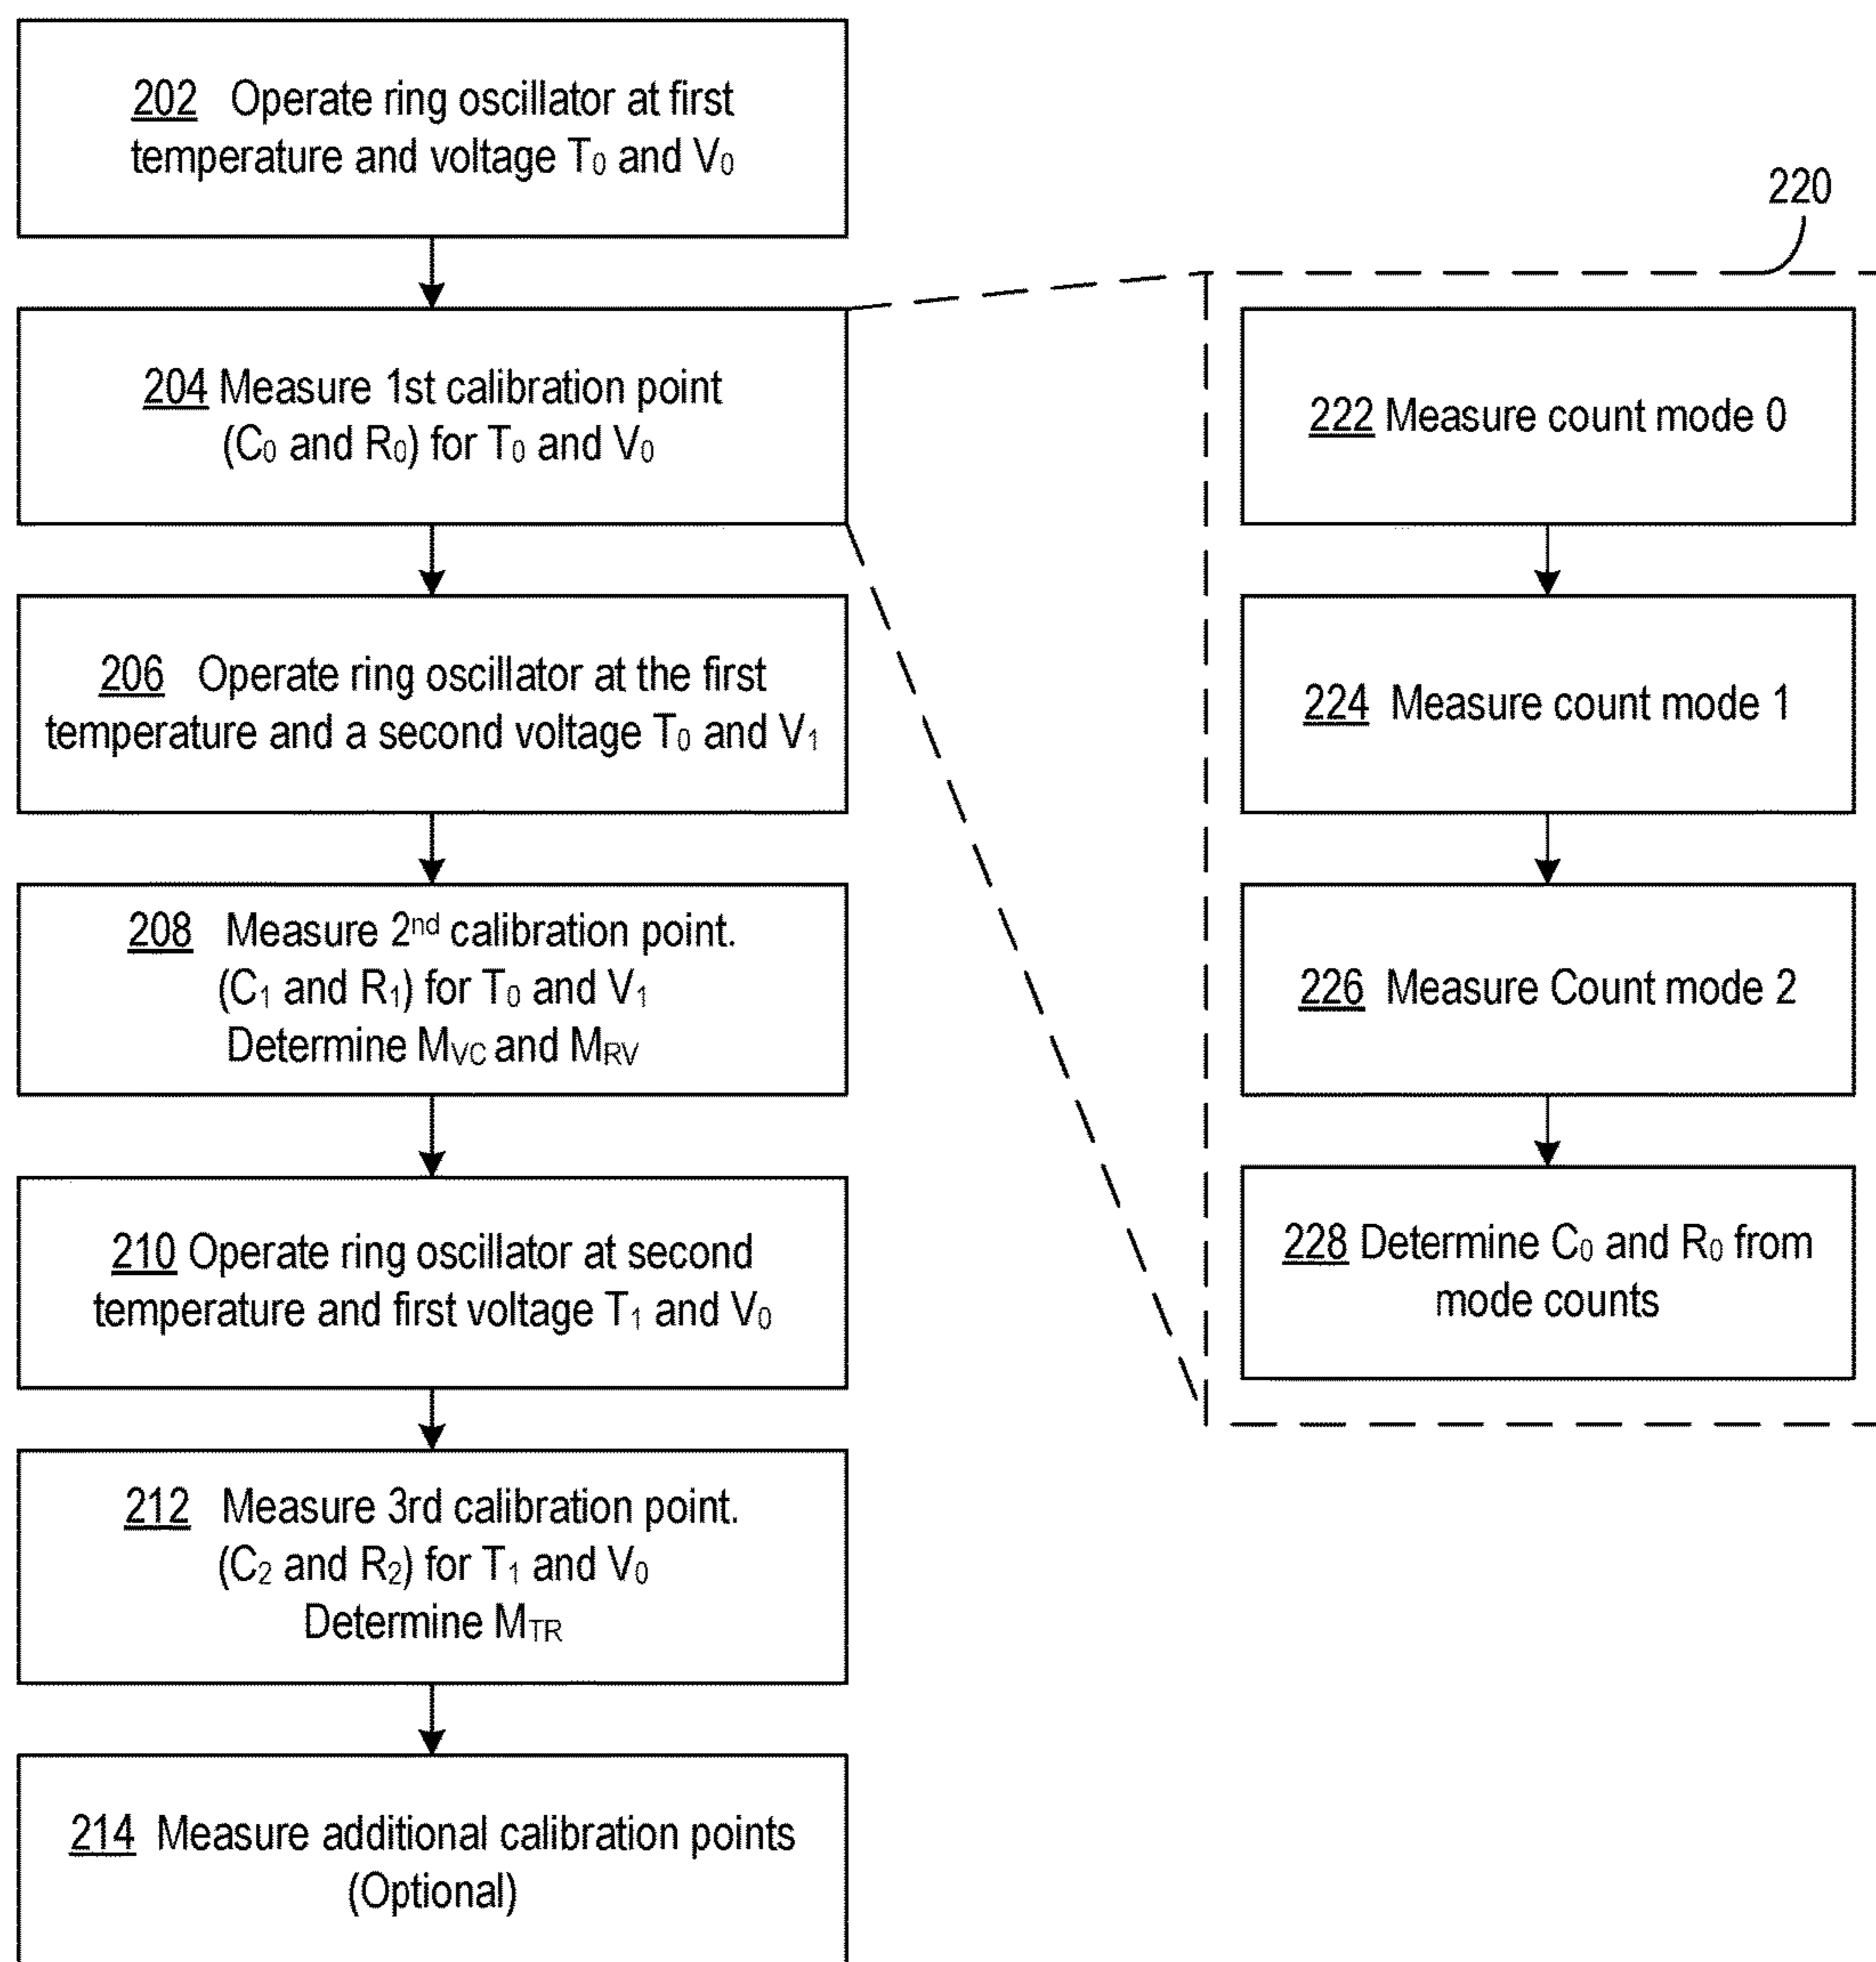 202 Operate ring oscillator at first
temperature and voltage T₀ and V₀
204 Measure 1st calibration point
(C₀ and R₀) for T₀ and V₀
206 Operate ring oscillator at the first
temperature and a second voltage T₀ and V₁
208 Measure 2ⁿᵈ calibration point.
(C₁ and R₁) for T₀ and V₁
Determine M_VC and M_RV
210 Operate ring oscillator at second
temperature and first voltage T₁ and V₀
212 Measure 3rd calibration point.
(C₂ and R₂) for T₁ and V₀
Determine M_TR
214 Measure additional calibration points
(Optional)
220
222 Measure count mode 0
224 Measure count mode 1
226 Measure Count mode 2
228 Determine C₀ and R₀ from
mode counts